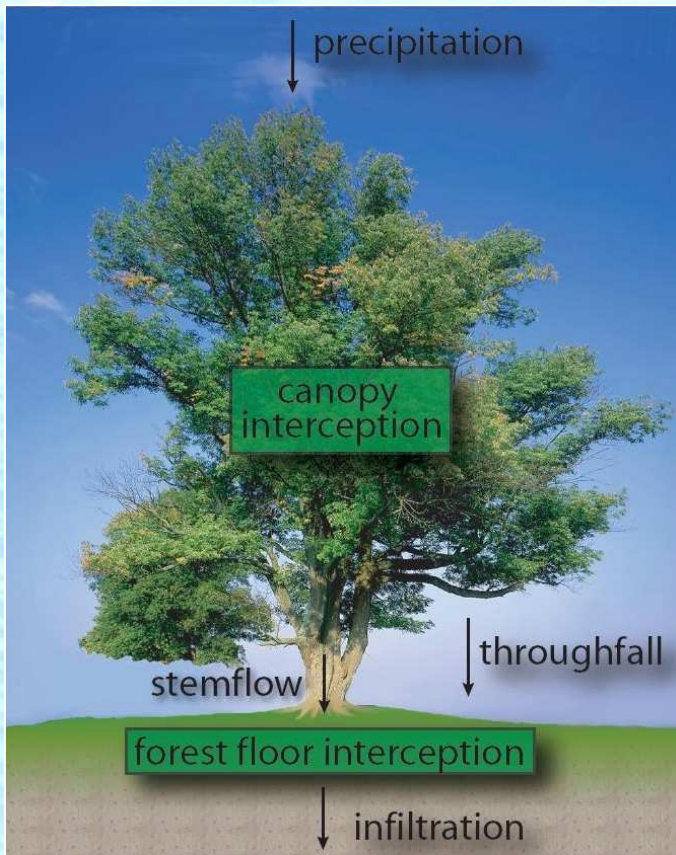 precipitation
canopy
interception
throughfall
stemflow
forest floor interception
infiltration